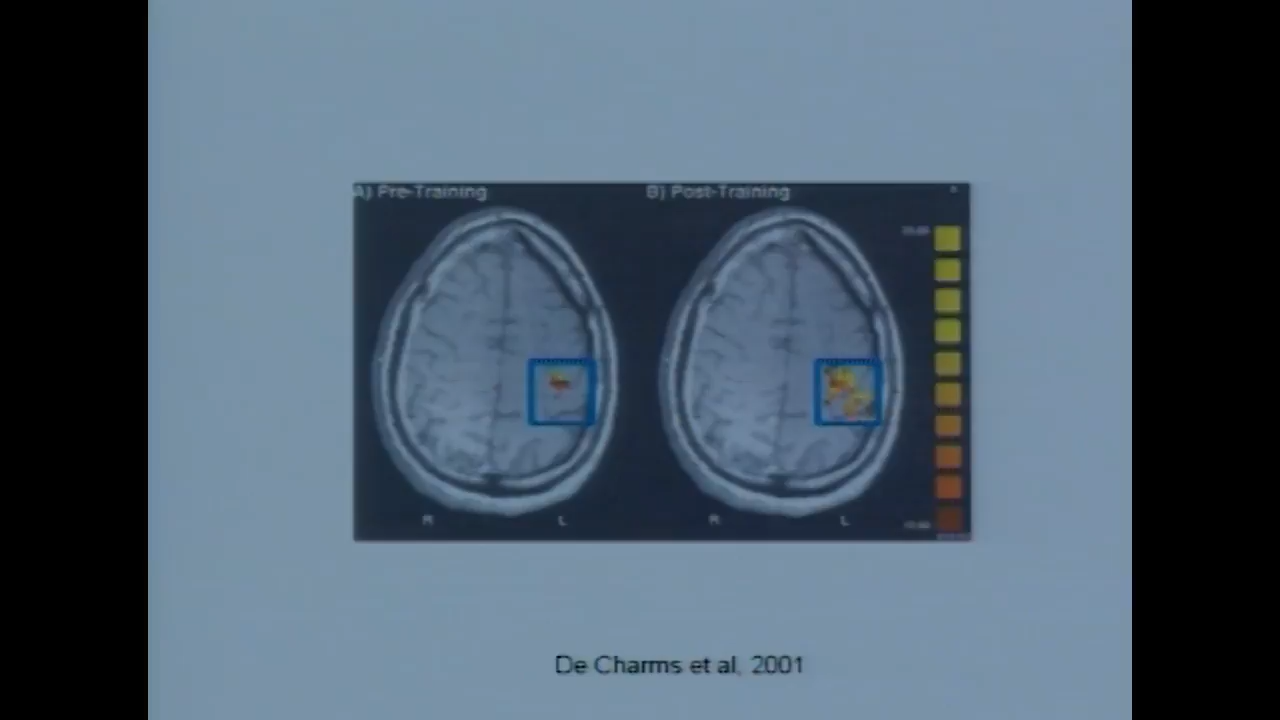 A) Pre-Training
B) Post-Training
R
L
R
L
De Charms et al, 2001